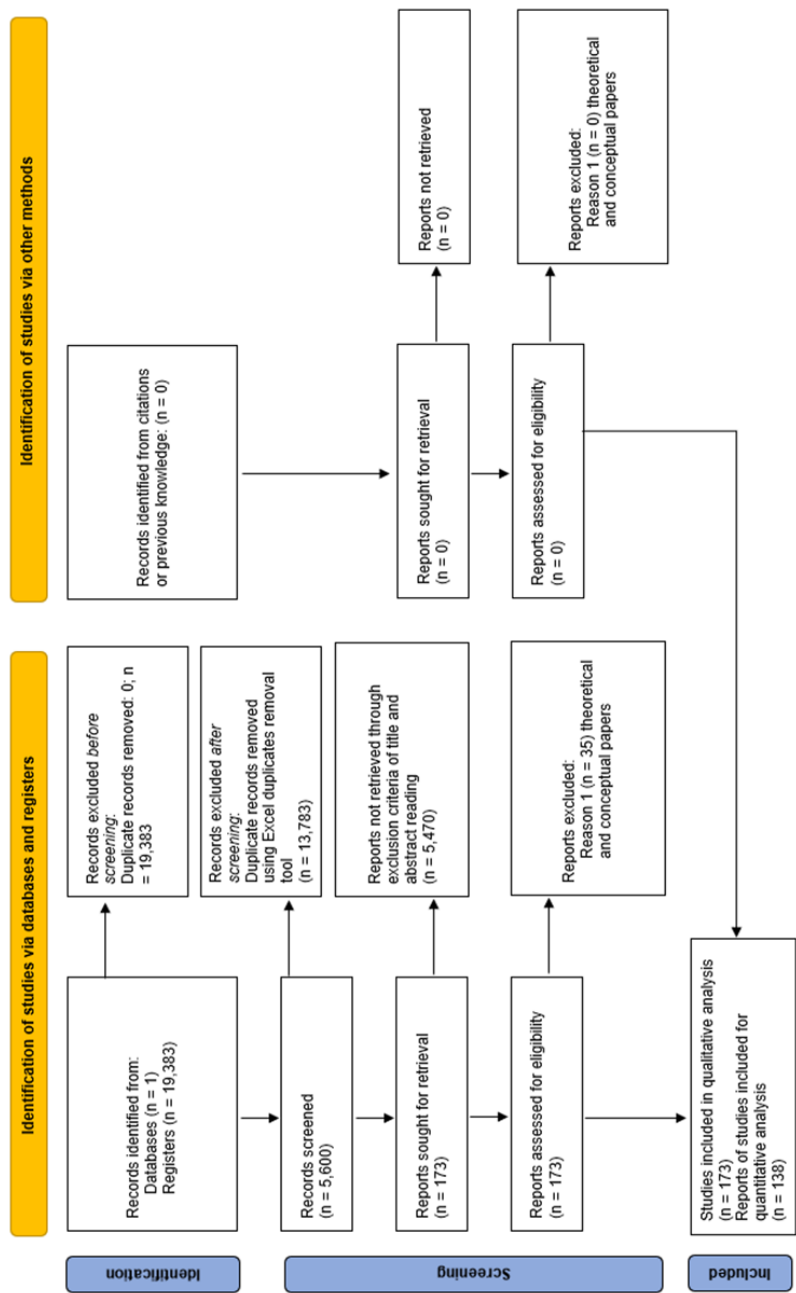 Identification of studies via databases and registers
Identification of studies via other methods
Identification
Records identified from:
Databases (n = 1)
Registers (n = 19,383)
Records excluded before
screening:
Duplicate records removed: 0; n
= 19,383
Records identified from citations
or previous knowledge: (n = 0)
Screening
Records screened
(n = 5,600)
Records excluded after
screening:
Duplicate records removed
using Excel duplicates removal
tool
(n = 13,783)
Reports sought for retrieval
(n = 173)
Reports not retrieved through
exclusion criteria of title and
abstract reading
(n = 5,470)
Reports sought for retrieval
(n = 0)
Reports not retrieved
(n = 0)
Reports assessed for eligibility
(n = 173)
Reports excluded:
Reason 1 (n = 35) theoretical
and conceptual papers
Reports assessed for eligibility
(n = 0)
Reports excluded:
Reason 1 (n = 0) theoretical
and conceptual papers
Included
Studies included in qualitative analysis
(n = 173)
Reports of studies included for
quantitative analysis
(n = 138)